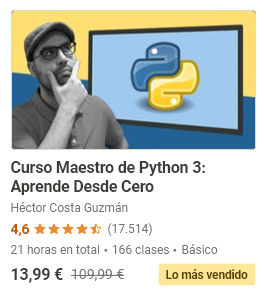 Curso Maestro de Python 3:
Aprende Desde Cero
Héctor Costa Guzmán
4,6 (17.514)
21 horas en total • 166 clases • Básico
13,99 € 109,99 € Lo más vendido